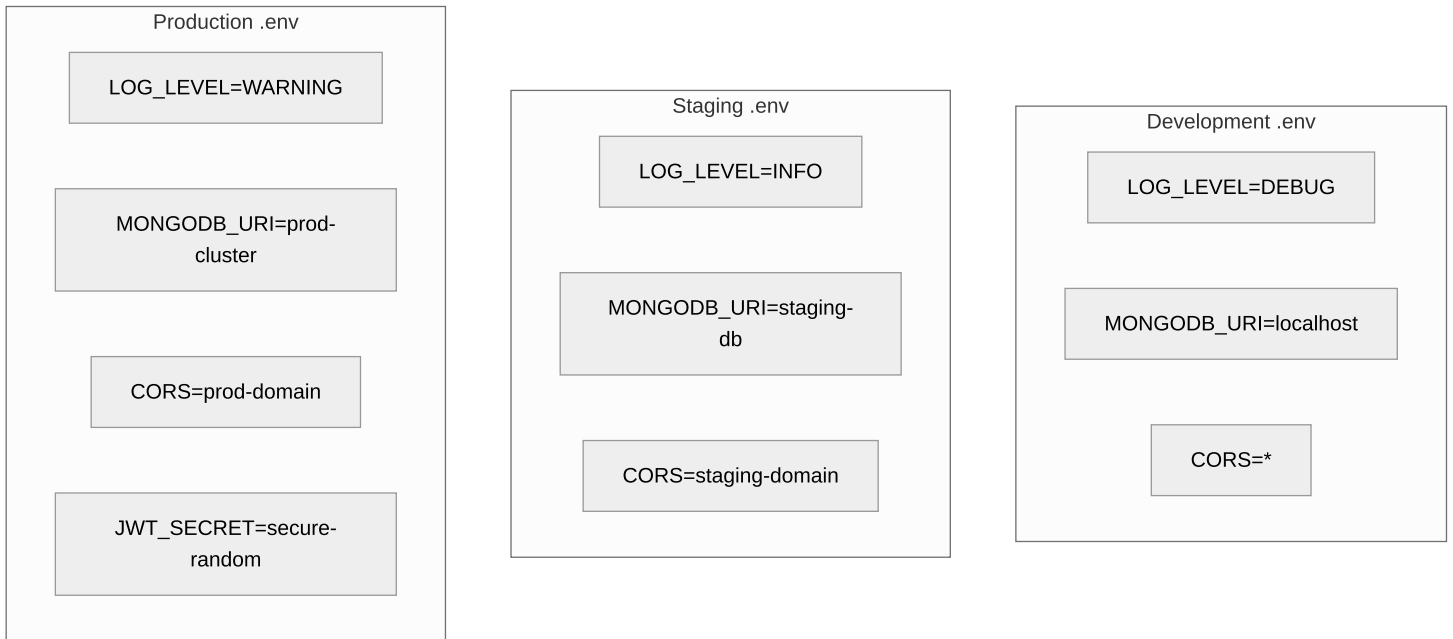 Production .env
LOG_LEVEL=WARNING
MONGODB_URI=prod-
cluster
CORS=prod-domain
JWT_SECRET=secure-
random
Staging .env
LOG_LEVEL=INFO
MONGODB_URI=staging-
db
CORS=staging-domain
Development .env
LOG_LEVEL=DEBUG
MONGODB_URI=localhost
CORS=*